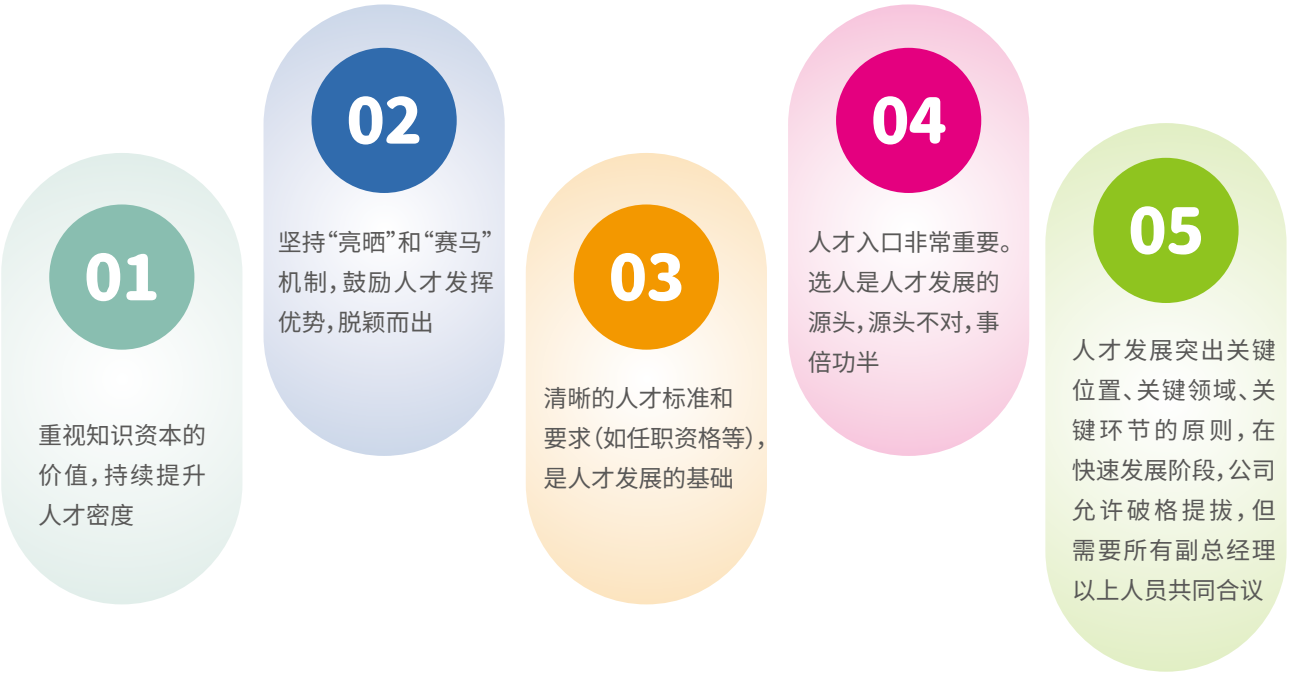 01
重视知识资本的
价值，持续提升
人才密度
02
坚持“亮晒”和“赛马”
机制，鼓励人才发挥
优势，脱颖而出
03
清晰的人才标准和
要求（如任职资格等），
是人才发展的基础
04
人才入口非常重要。
选人是人才发展的
源头，源头不对，事
倍功半
05
人才发展突出关键
位置、关键领域、关
键环节的原则，在
快速发展阶段，公司
允许破格提拔，但
需要所有副总经理
以上人员共同合议